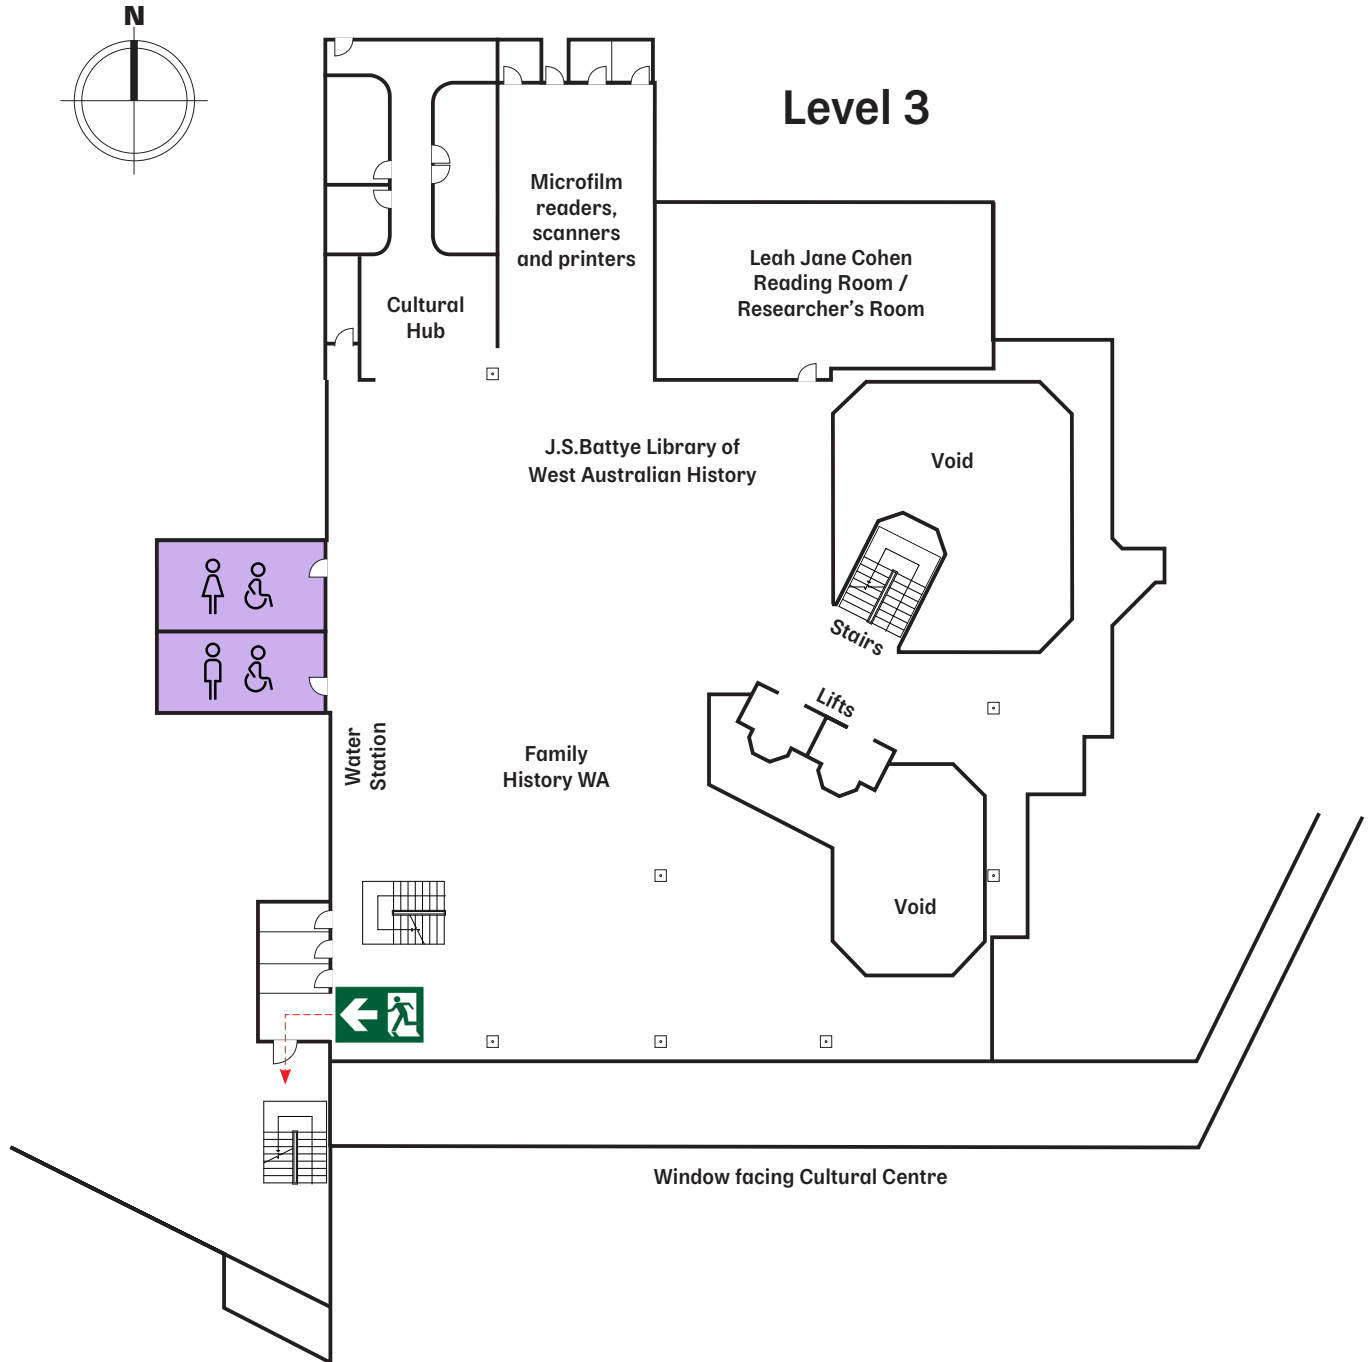 N
Level 3
Microfilm
readers,
scanners
and printers
Leah Jane Cohen
Reading Room /
Researcher's Room
Cultural
Hub
J.S.Battye Library of
West Australian History
Void
Stairs
Lifts
Water
Station
Family
History WA
Void
Window facing Cultural Centre